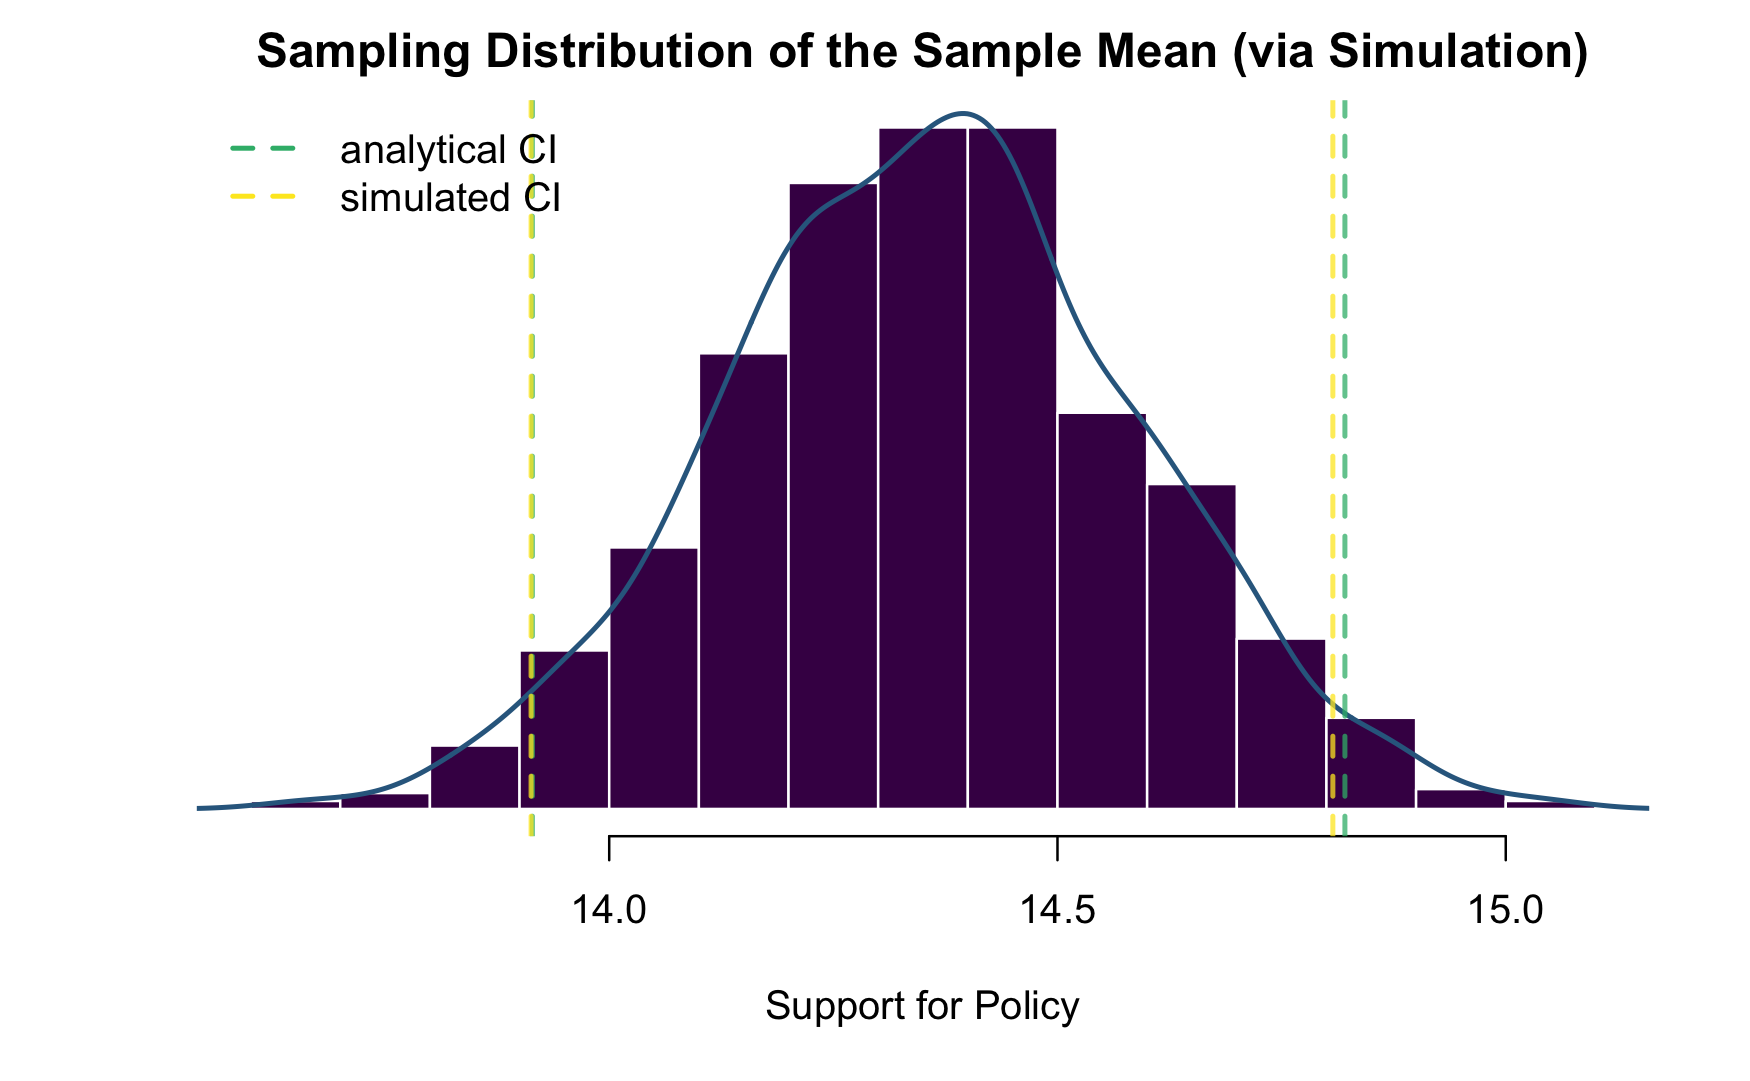 Sampling Distribution of the Sample Mean (via Simulation)
analytical CI
simulated CI
14.0 14.5 15.0
Support for Policy